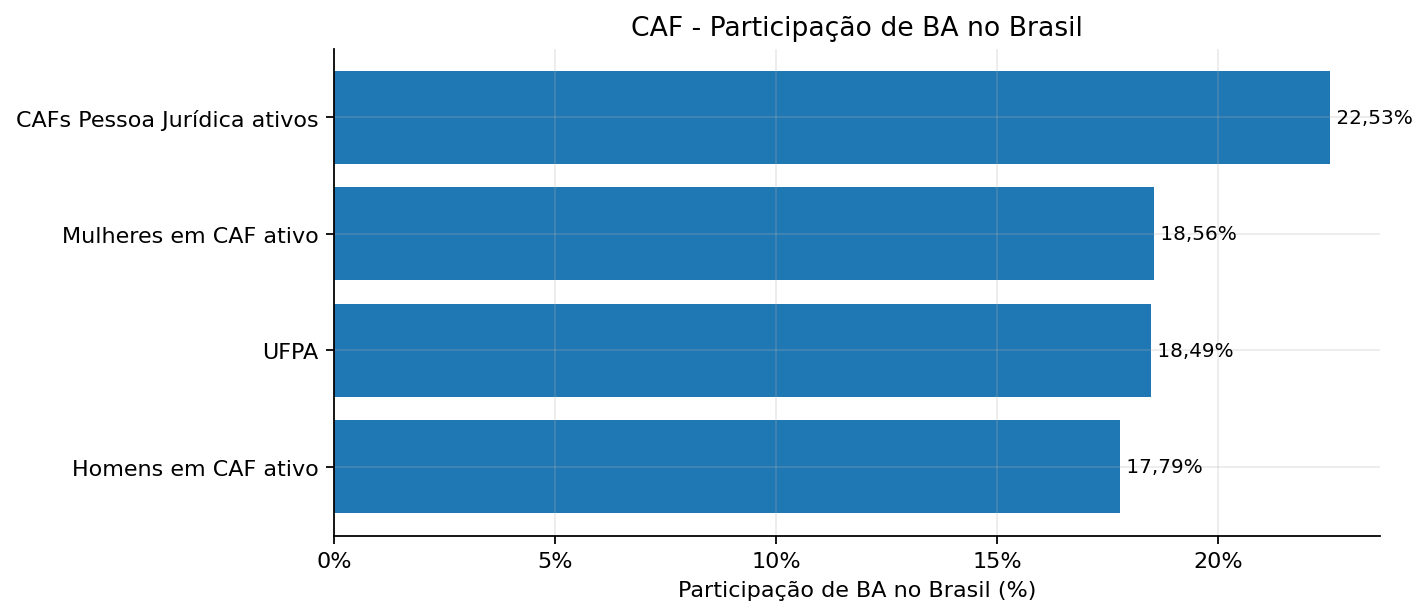 CAF - Participação de BA no Brasil
CAFs Pessoa Jurídica ativos
22,53%
Mulheres em CAF ativo
18,56%
UFPA
18,49%
Homens em CAF ativo
17,79%
0%
5%
10%
15%
20%
Participação de BA no Brasil (%)